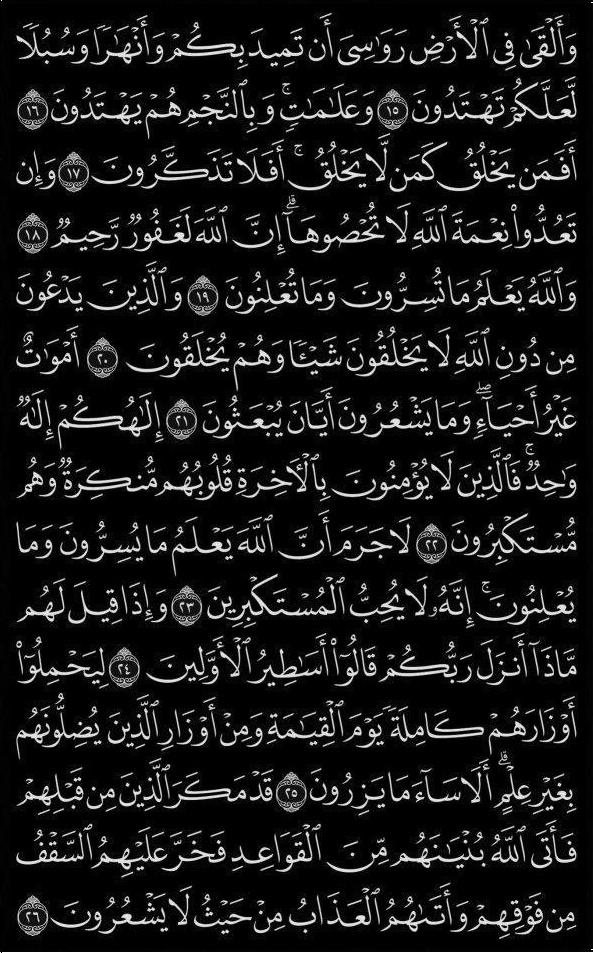 وَأَلْقَىٰ فِي ٱلْأَرْضِ رَوَٰسِيَ أَن تَمِيدَ بِكُمْ وَأَنْهَٰرٗا وَسُبُلٗا
لَّعَلَّكُمْ تَهْتَدُونَ ١٥ وَعَلَٰمَٰتٖۚ وَبِٱلنَّجْمِ هُمْ يَهْتَدُونَ ١٦
أَفَمَن يَخْلُقُ كَمَن لَّا يَخْلُقُۚ أَفَلَا تَذَكَّرُونَ ١٧ وَإِن
تَعُدُّوا۟ نِعْمَةَ ٱللَّهِ لَا تُحْصُوهَآۗ إِنَّ ٱللَّهَ لَغَفُورٞ رَّحِيمٞ ١٨
وَٱللَّهُ يَعْلَمُ مَا تُسِرُّونَ وَمَا تُعْلِنُونَ ١٩ وَٱلَّذِينَ يَدْعُونَ
مِن دُونِ ٱللَّهِ لَا يَخْلُقُونَ شَيْـٔٗا وَهُمْ يُخْلَقُونَ ٢٠ أَمْوَٰتٌ
غَيْرُ أَحْيَآءٖۖ وَمَا يَشْعُرُونَ أَيَّانَ يُبْعَثُونَ ٢١ إِلَٰهُكُمْ إِلَٰهٞ
وَٰحِدٞۚ فَٱلَّذِينَ لَا يُؤْمِنُونَ بِٱلْأٓخِرَةِ قُلُوبُهُم مُّنكِرَةٞ وَهُم
مُّسْتَكْبِرُونَ ٢٢ لَا جَرَمَ أَنَّ ٱللَّهَ يَعْلَمُ مَا يُسِرُّونَ وَمَا
يُعْلِنُونَۚ إِنَّهُۥ لَا يُحِبُّ ٱلْمُسْتَكْبِرِينَ ٢٣ وَإِذَا قِيلَ لَهُم
مَّاذَآ أَنزَلَ رَبُّكُمْ قَالُوٓا۟ أَسَٰطِيرُ ٱلْأَوَّلِينَ ٢٤ لِيَحْمِلُوٓا۟
أَوْزَارَهُمْ كَامِلَةٗ يَوْمَ ٱلْقِيَٰمَةِ وَمِنْ أَوْزَارِ ٱلَّذِينَ يُضِلُّونَهُم
بِغَيْرِ عِلْمٍۗ أَلَا سَآءَ مَا يَزِرُونَ ٢٥ قَدْ مَكَرَ ٱلَّذِينَ مِن قَبْلِهِمْ
فَأَتَى ٱللَّهُ بُنْيَٰنَهُم مِّنَ ٱلْقَوَاعِدِ فَخَرَّ عَلَيْهِمُ ٱلسَّقْفُ
مِن فَوْقِهِمْ وَأَتَىٰهُمُ ٱلْعَذَابُ مِنْ حَيْثُ لَا يَشْعُرُونَ ٢٦